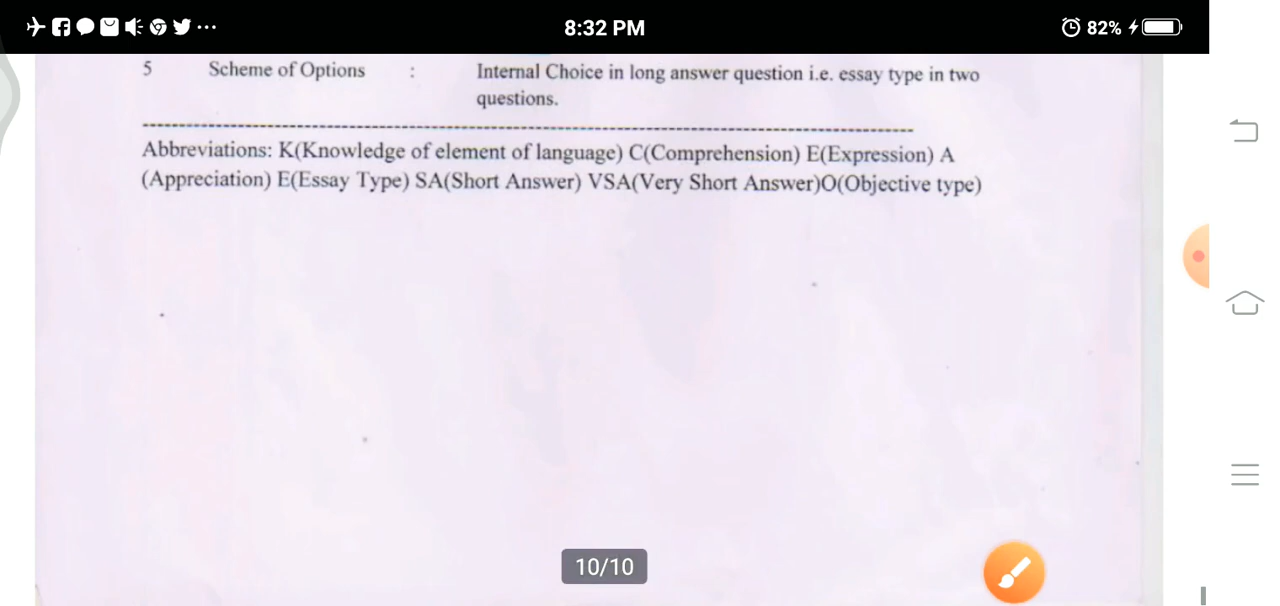 8:32 PM
82%
5 Scheme of Options : Internal Choice in long answer question i.e. essay type in two
questions.
Abbreviations: K(Knowledge of element of language) C(Comprehension) E(Expression) A
(Appreciation) E(Essay Type) SA(Short Answer) VSA(Very Short Answer)O(Objective type)
10/10